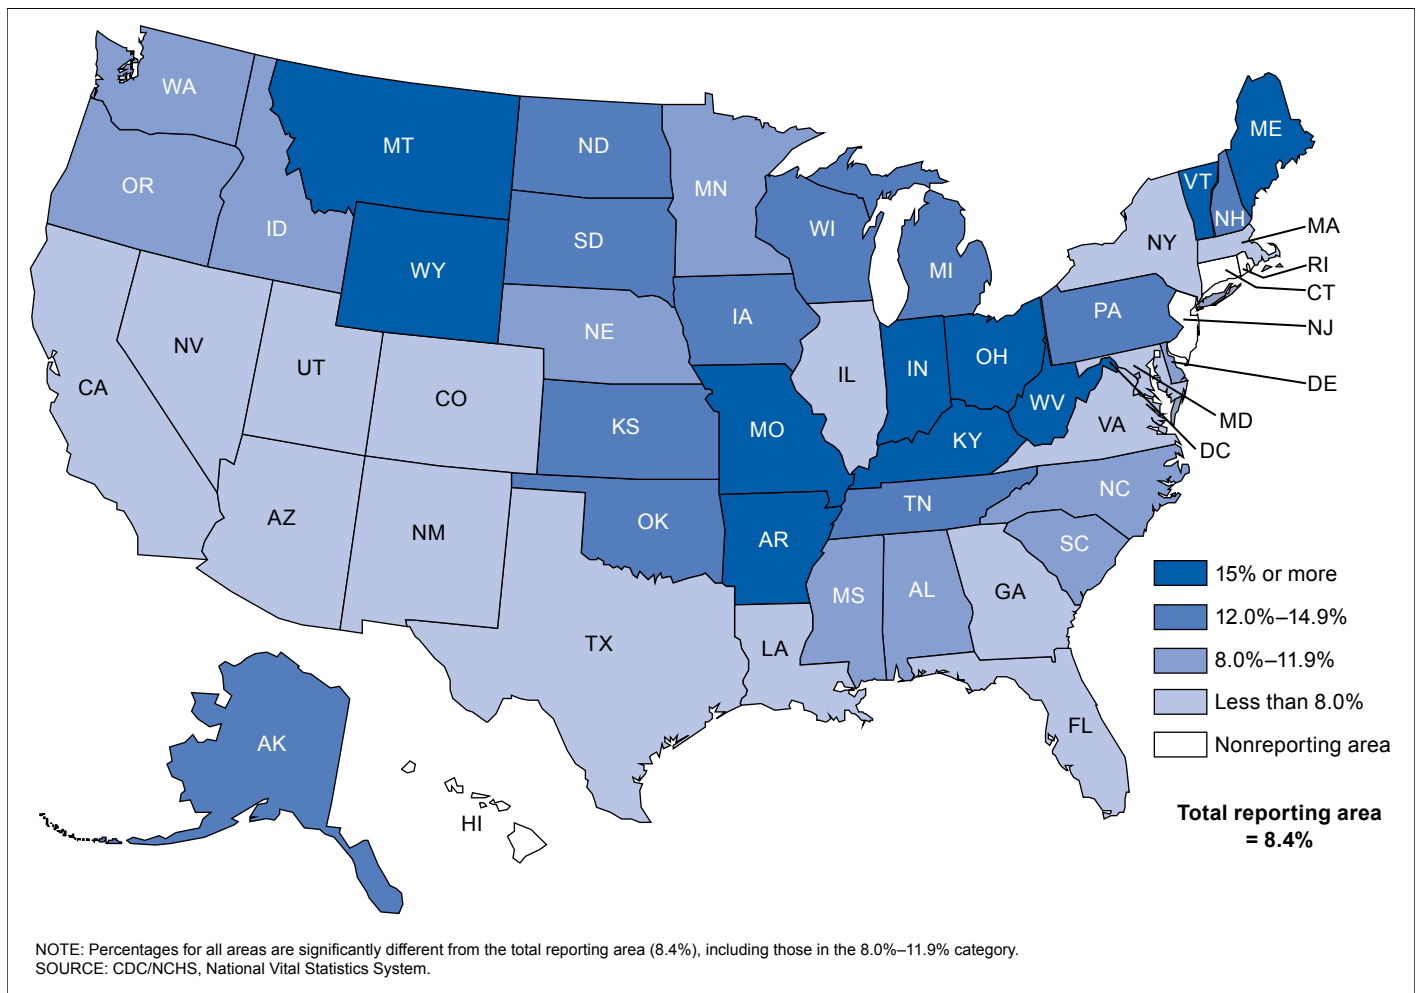 WA
MT
ND
MN
ME
VT
NH
OR
ID
SD
WI
MI
NY
MA
RI
CT
NJ
WY
NE
IA
PA
DE
MD
DC
NV
UT
CO
CA
KS
MO
IL
IN
OH
WV
KY
VA
AZ
NM
OK
AR
TN
NC
SC
MS
AL
GA
TX
LA
FL
AK
HI
15% or more
12.0%–14.9%
8.0%–11.9%
Less than 8.0%
Nonreporting area
Total reporting area
= 8.4%
NOTE: Percentages for all areas are significantly different from the total reporting area (8.4%), including those in the 8.0%–11.9% category.
SOURCE: CDC/NCHS, National Vital Statistics System.